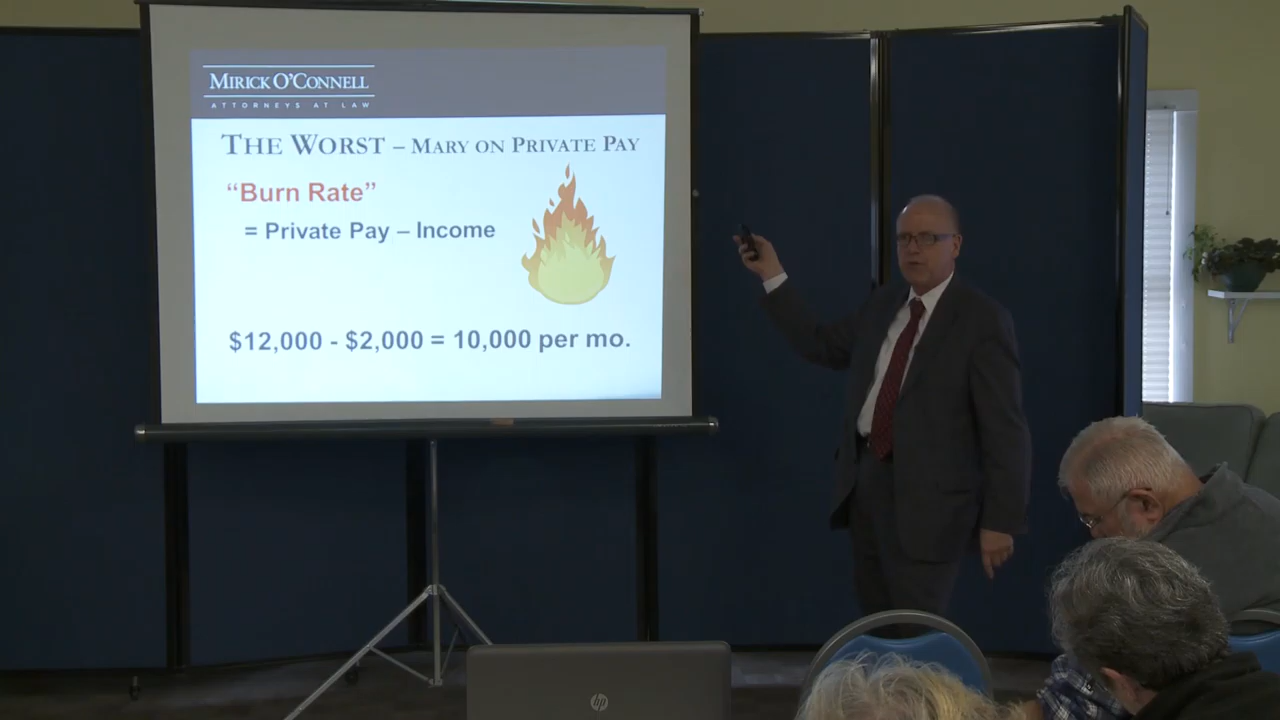 MIRICK O'CONNELL
ATTORNEYS AT LAW
THE WORST – MARY ON PRIVATE PAY
“Burn Rate”
= Private Pay – Income
$12,000 - $2,000 = 10,000 per mo.
hp